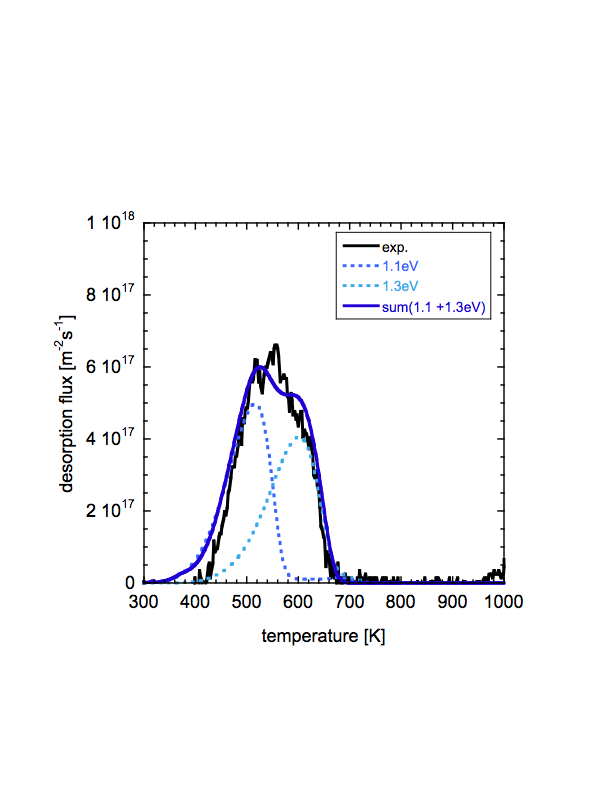 1 10^18
8 10^17
6 10^17
4 10^17
2 10^17
0
300 400 500 600 700 800 900 1000
temperature [K]
desorption flux [m^-2s^-1]
exp.
1.1eV
1.3eV
sum(1.1 +1.3eV)